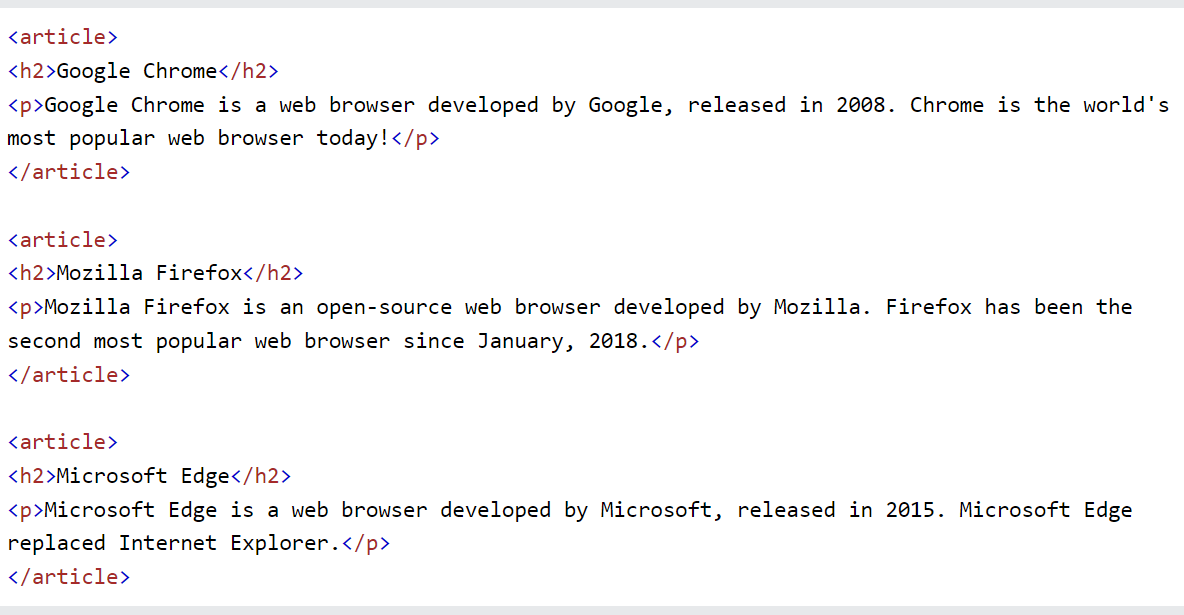 <article>
<h2>Google Chrome</h2>
<p>Google Chrome is a web browser developed by Google, released in 2008. Chrome is the world's
most popular web browser today!</p>
</article>

<article>
<h2>Mozilla Firefox</h2>
<p>Mozilla Firefox is an open-source web browser developed by Mozilla. Firefox has been the
second most popular web browser since January, 2018.</p>
</article>

<article>
<h2>Microsoft Edge</h2>
<p>Microsoft Edge is a web browser developed by Microsoft, released in 2015. Microsoft Edge
replaced Internet Explorer.</p>
</article>